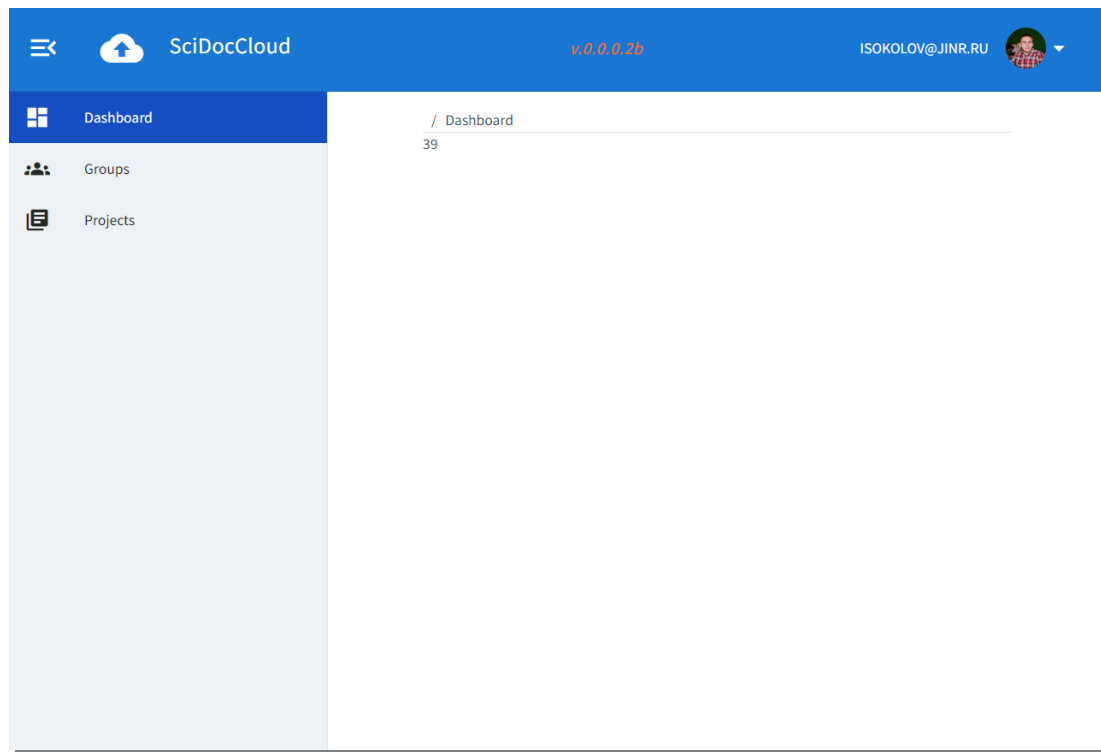 SciDocCloud
v.0.0.0.2b
ISOKOLOV@JINR.RU
Dashboard
Groups
Projects
/ Dashboard
39